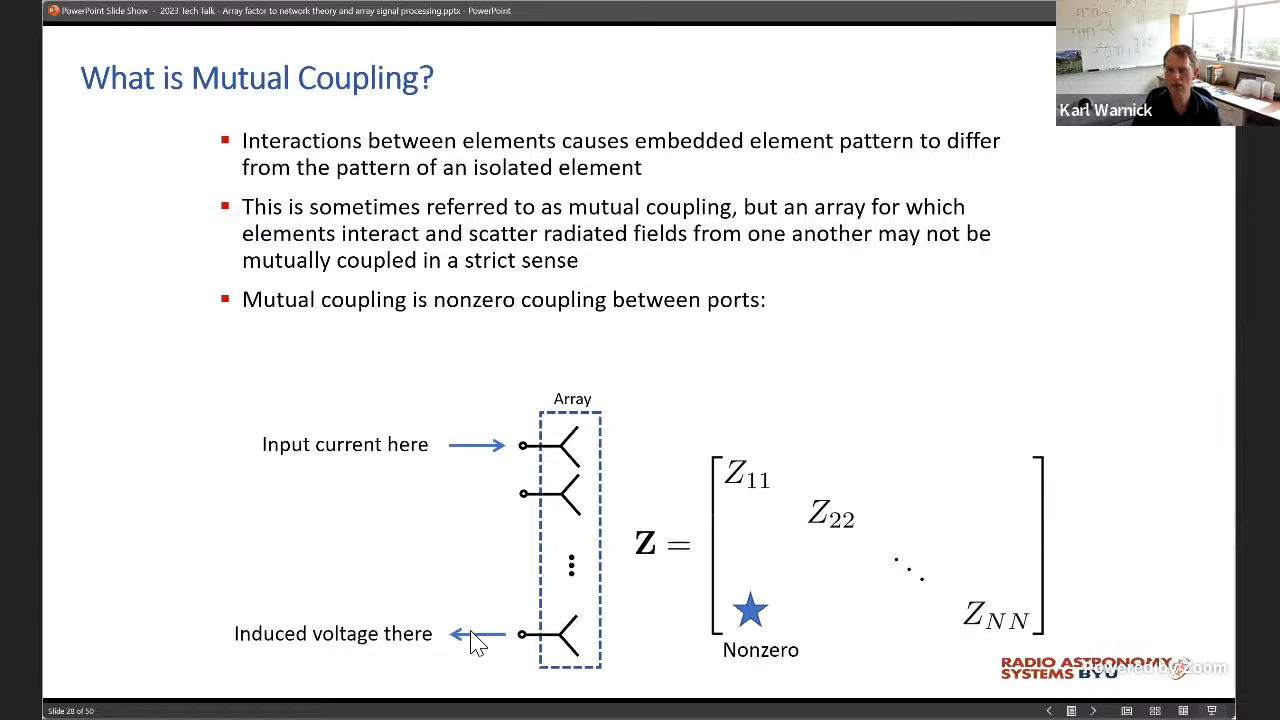 PowerPoint Slide Show - 2023 Tech Talk - Array factor to network theory and array signal processing.pptx - PowerPoint
Karl Warnick
What is Mutual Coupling?
Interactions between elements causes embedded element pattern to differ
from the pattern of an isolated element
This is sometimes referred to as mutual coupling, but an array for which
elements interact and scatter radiated fields from one another may not be
mutually coupled in a strict sense
Mutual coupling is nonzero coupling between ports:
Array
Input current here
Z11
Z22
Z =
⋱
ZNN
Induced voltage there
Nonzero
RADIO ASTRONOMY
SYSTEMS BYU
Powered by Zoom
Slide 28 of 50